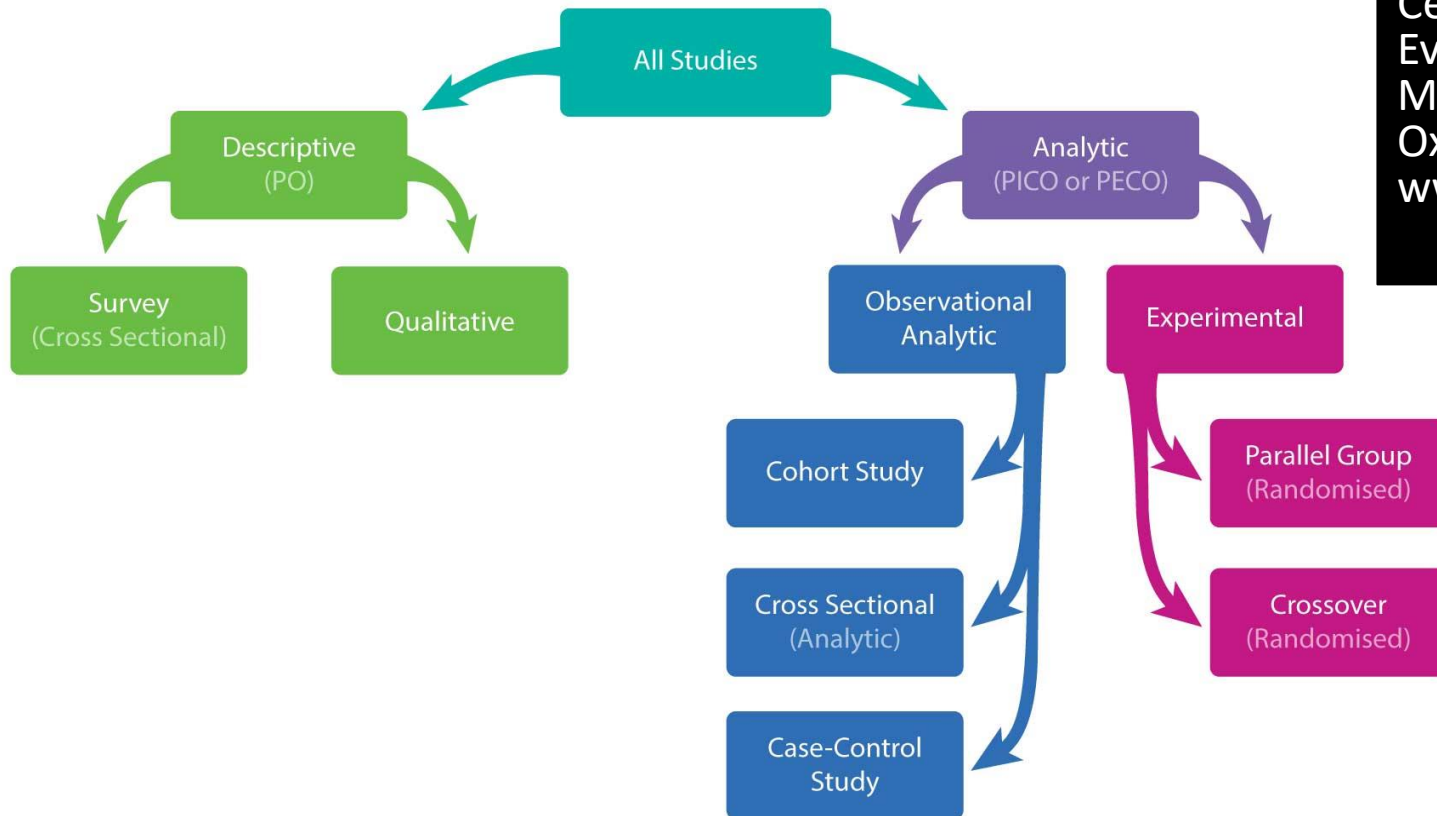 All Studies
Descriptive
(PO)
Analytic
(PICO or PECO)
Survey
(Cross Sectional)
Qualitative
Observational
Analytic
Experimental
Cohort Study
Parallel Group
(Randomised)
Cross Sectional
(Analytic)
Crossover
(Randomised)
Case-Control
Study